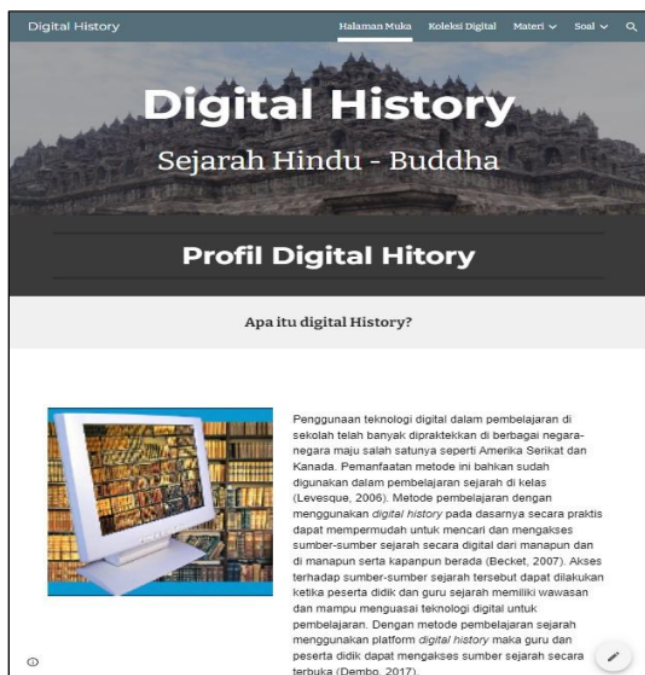 Digital History
Halaman Muka Koleksi Digital Materi Soal
Digital History
Sejarah Hindu - Buddha
Profil Digital Hitory
Apa itu digital History?
Penggunaan teknologi digital dalam pembelajaran di
sekolah telah banyak dipraktekkan di berbagai negara-
negara maju salah satunya seperti Amerika Serikat dan
Kanada. Pemanfaatan metode ini bahkan sudah
digunakan dalam pembelajaran sejarah di kelas
(Levesque, 2006). Metode pembelajaran dengan
menggunakan digital history pada dasarnya secara praktis
dapat mempermudah untuk mencari dan mengakses
sumber-sumber sejarah secara digital dari manapun dan
di manapun serta kapanpun berada (Becket, 2007). Akses
terhadap sumber-sumber sejarah tersebut dapat dilakukan
ketika peserta didik dan guru sejarah memiliki wawasan
dan mampu menguasai teknologi digital untuk
pembelajaran. Dengan metode pembelajaran sejarah
menggunakan platform digital history maka guru dan
peserta didik dapat mengakses sumber sejarah secara
terbuka (Dembo, 2017).